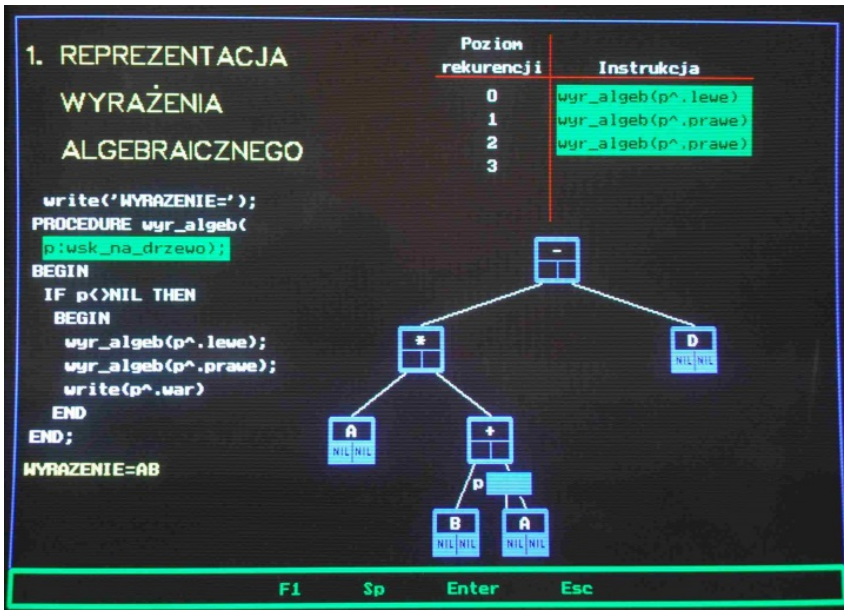 1. REPREZENTACJA
WYRAŻENIA
ALGEBRAICZNEGO
Poziom
rekurencji
Instrukcja
0 wyr_algeb(p^.lewe)
1 wyr_algeb(p^.prawe)
2 wyr_algeb(p^.prawe)
3
write('WYRAZENIE=');
PROCEDURE wyr_algeb(
p:wsk_na_drzewo);
BEGIN
IF p<>NIL THEN
BEGIN
wyr_algeb(p^.lewe);
wyr_algeb(p^.prawe);
write(p^.war)
END
END;
WYRAZENIE=AB
-
*
D
NIL NIL
A
NIL NIL
+
p
B
NIL NIL
A
NIL NIL
F1 Sp Enter Esc